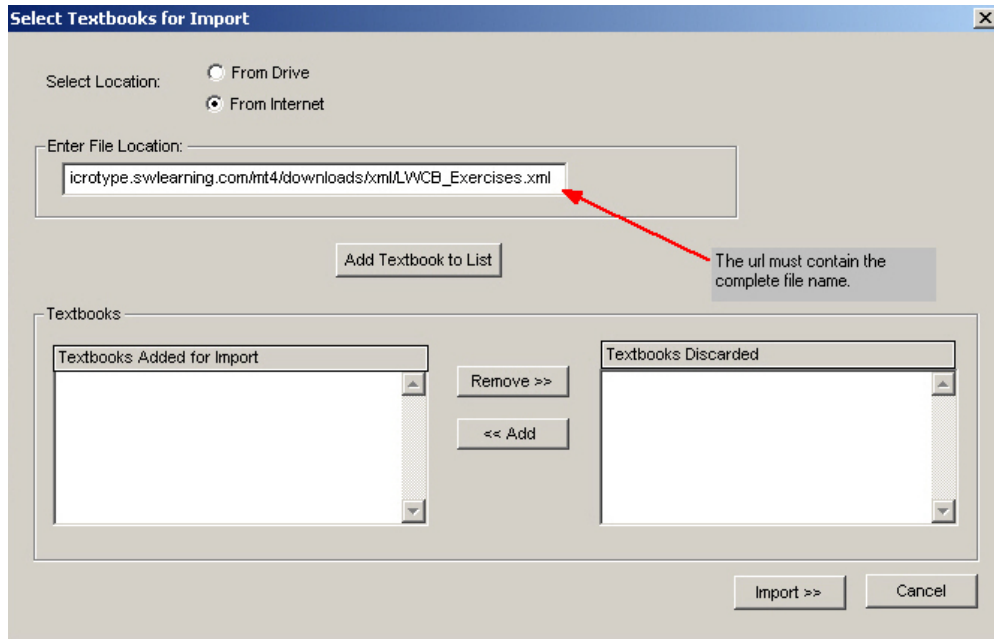 Select Textbooks for Import
Select Location:
From Drive
From Internet
Enter File Location:
icrotype.swlearning.com/mt4/downloads/xml/LWCB_Exercises.xml
Add Textbook to List
The url must contain the
complete file name.
Textbooks
Textbooks Added for Import
Remove >>
<< Add
Textbooks Discarded
Import >>
Cancel